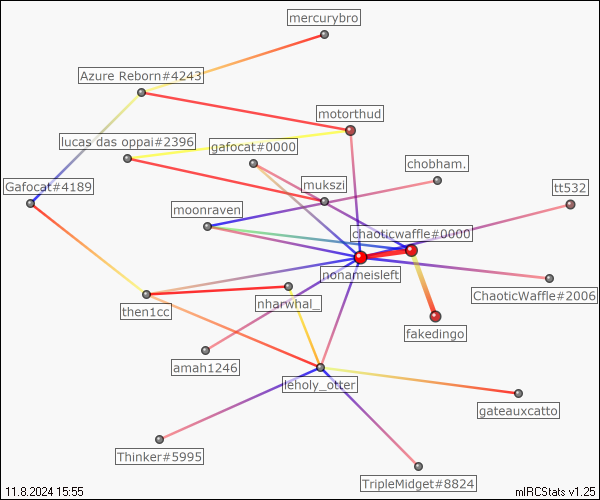 mercurybro
Azure Reborn#4243
motorthud
lucas das oppai#2396
gafocat#0000
chobham.
Gafocat#4189
mukszi
tt532
moonraven
chaoticwaffle#0000
nonameisleft
ChaoticWaffle#2006
then1cc
nharwhal_
fakedingo
amah1246
leholy_otter
gateauxcatto
Thinker#5995
TripleMidget#8824
11.8.2024 15:55
mIRCStats v1.25